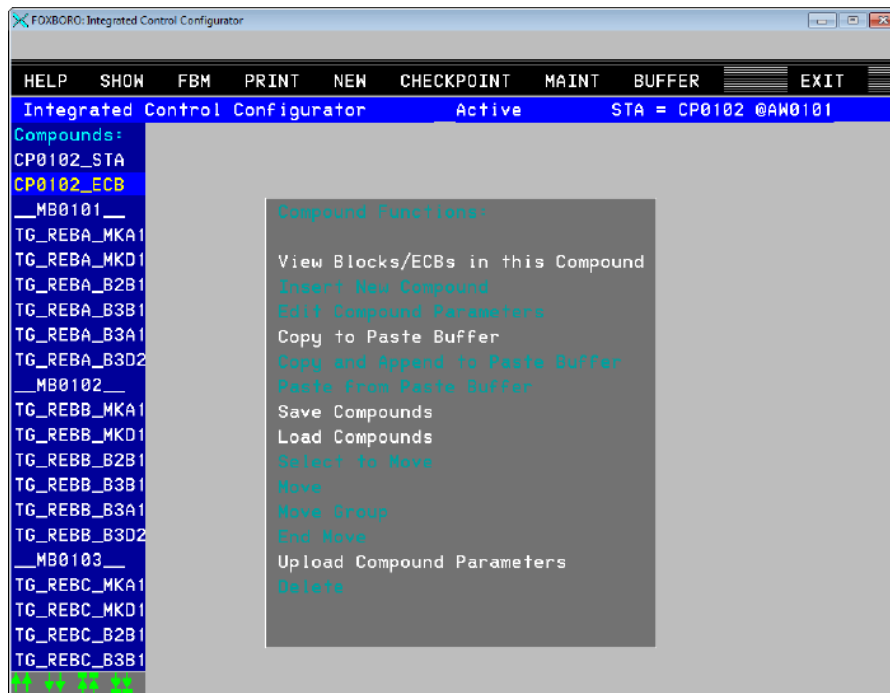 FOXBORO: Integrated Control Configurator
HELP SHOW FBM PRINT NEW CHECKPOINT MAINT BUFFER EXIT
Integrated Control Configurator Active STA = CP0102 @AW0101
Compounds:
CP0102_STA
CP0102_ECB
__MB0101__
TG_REBA_MKA1
TG_REBA_MKD1
TG_REBA_B2B1
TG_REBA_B3B1
TG_REBA_B3A1
TG_REBA_B3D2
__MB0102__
TG_REBB_MKA1
TG_REBB_MKD1
TG_REBB_B2B1
TG_REBB_B3B1
TG_REBB_B3A1
TG_REBB_B3D2
__MB0103__
TG_REBC_MKA1
TG_REBC_MKD1
TG_REBC_B2B1
TG_REBC_B3B1
Compound Functions:
View Blocks/ECBs in this Compound
Insert New Compound
Edit Compound Parameters
Copy to Paste Buffer
Copy and Append to Paste Buffer
Paste from Paste Buffer
Save Compounds
Load Compounds
Select to Move
Move
Move Group
End Move
Upload Compound Parameters
Delete